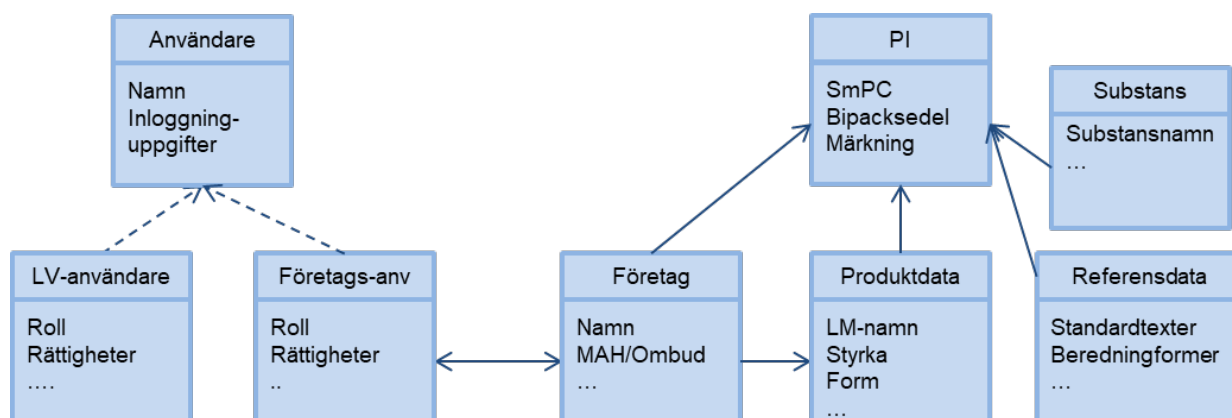 Användare
Namn
Inloggning-
uppgifter
PI
SmPC
Bipacksedel
Märkning
Substans
Substansnamn
…
LV-användare
Roll
Rättigheter
….
Företags-anv
Roll
Rättigheter
..
Företag
Namn
MAH/Ombud
…
Produktdata
LM-namn
Styrka
Form
…
Referensdata
Standardtexter
Beredningformer
…